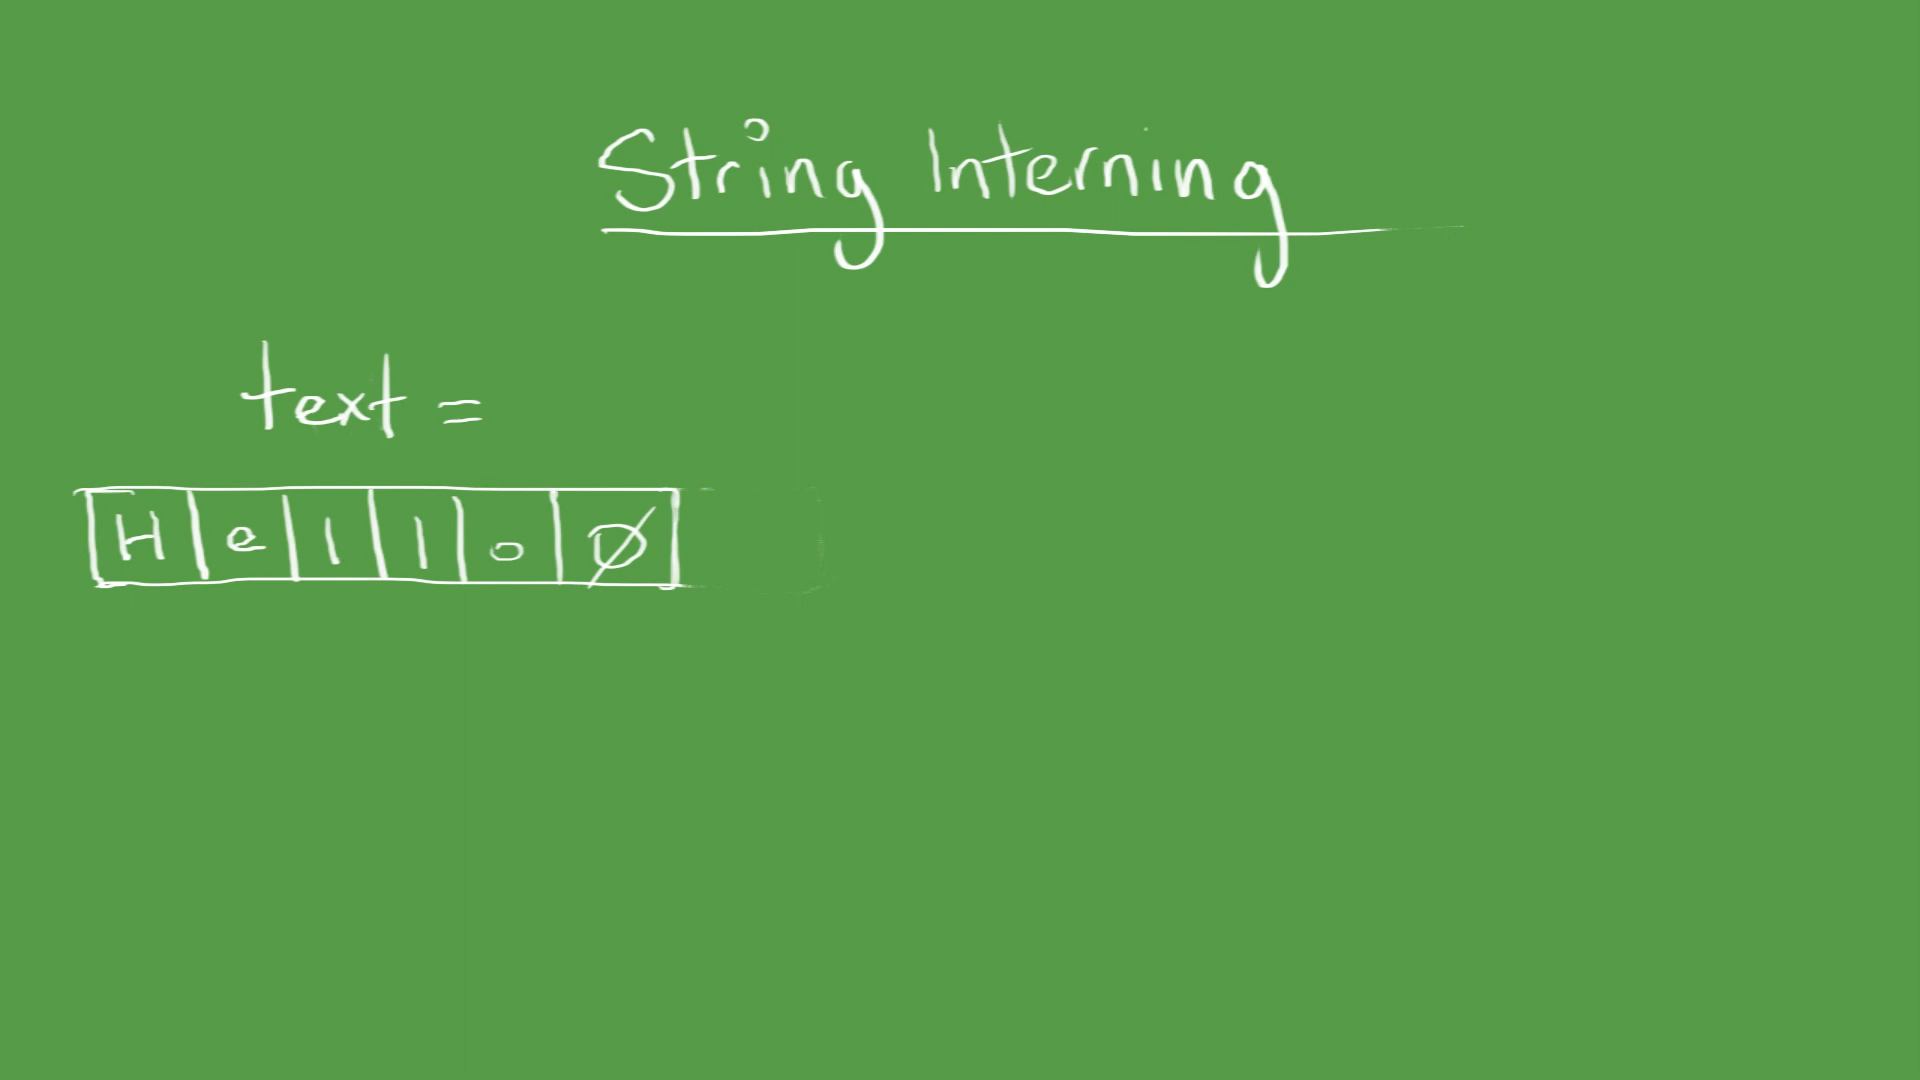 String Interning
text =
H e l l o Ø